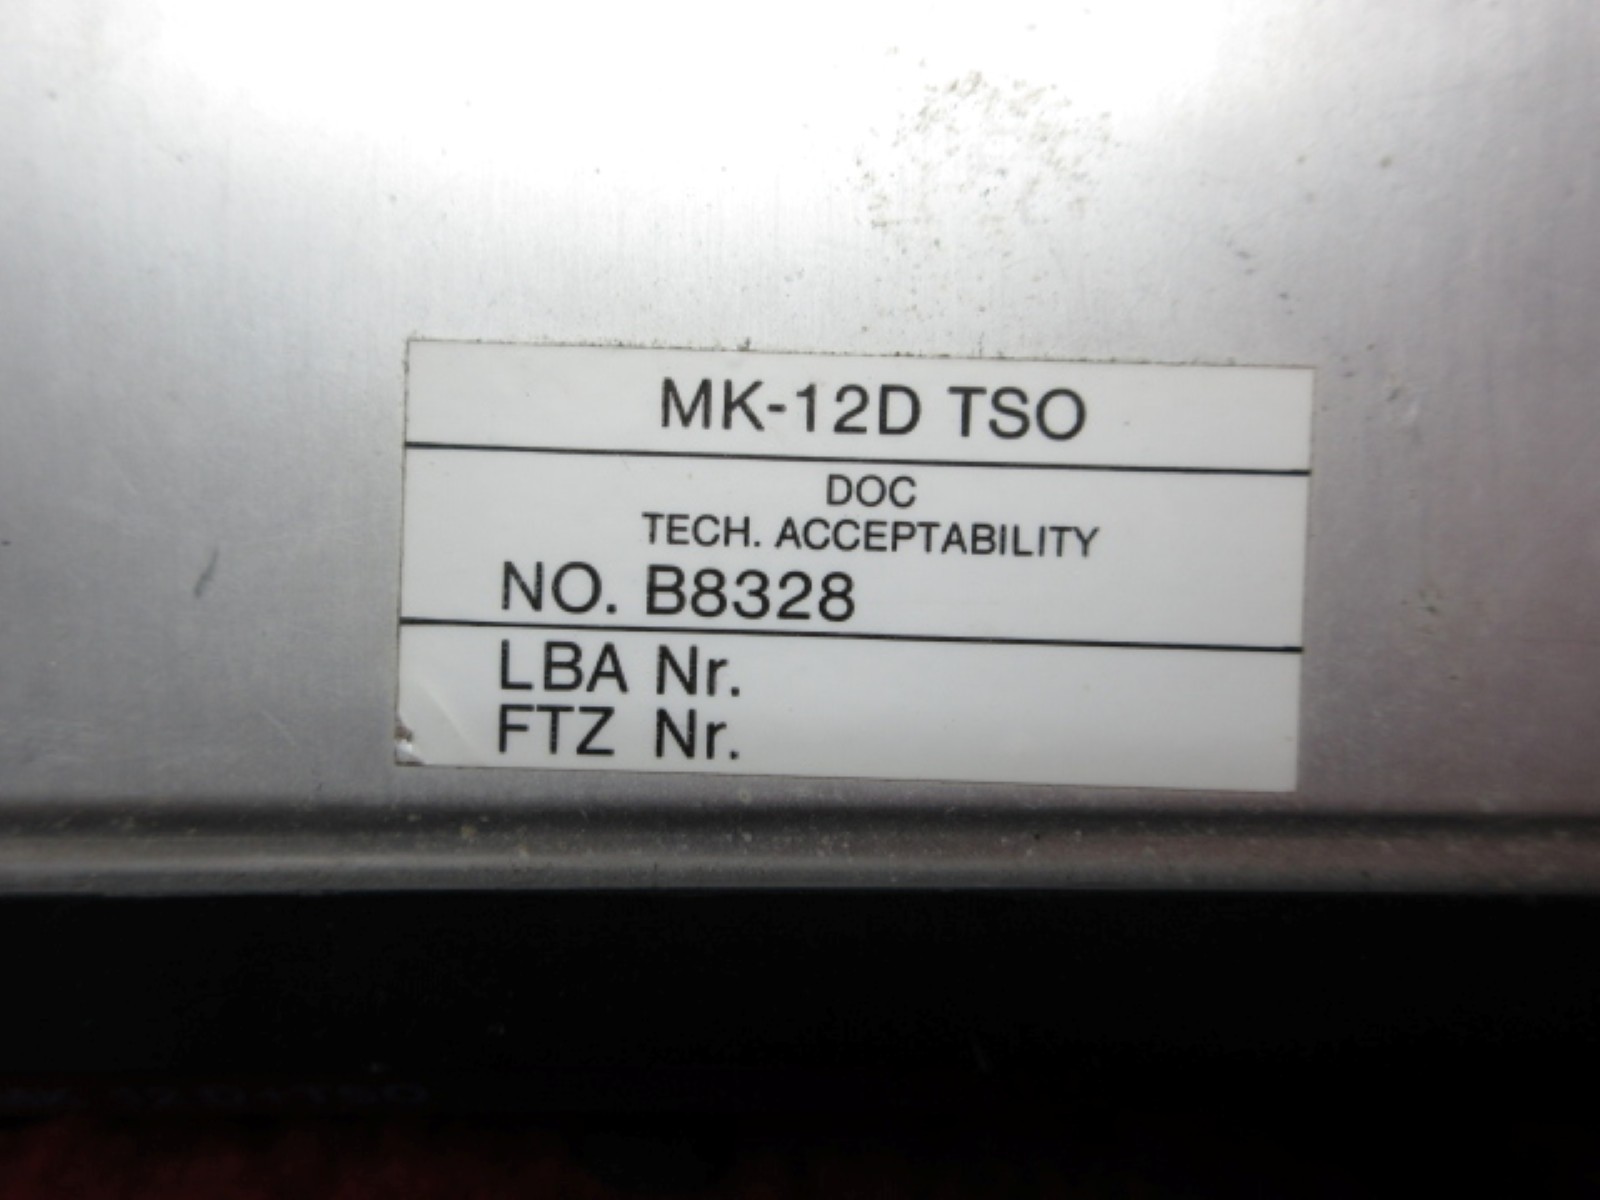 MK-12D TSO
DOC
TECH. ACCEPTABILITY
NO. B8328
LBA Nr.
FTZ Nr.